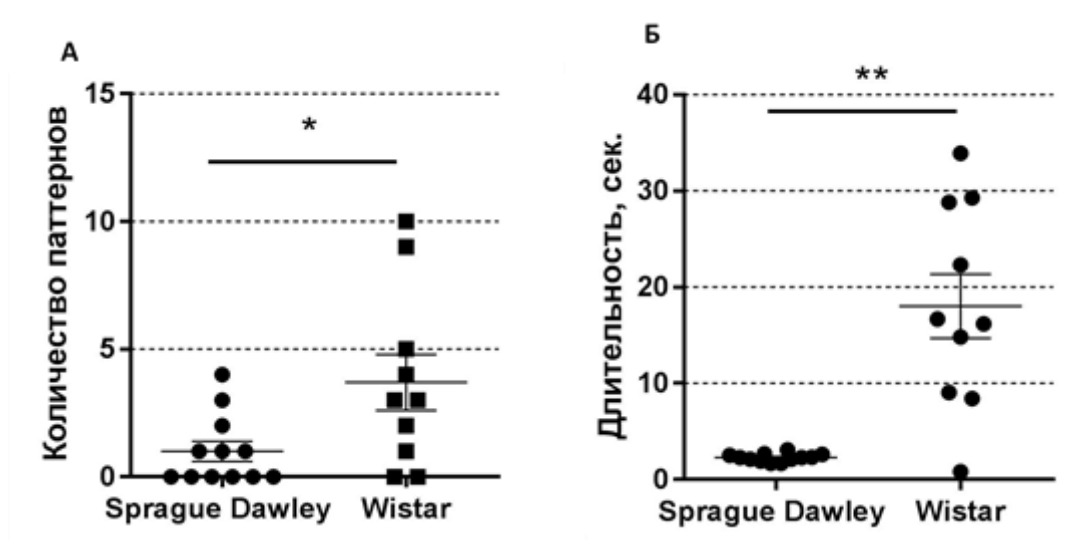 А
Количество паттернов
15
10
5
0
*
Sprague Dawley Wistar
Б
Длительность, сек.
40
30
20
10
0
**
Sprague Dawley Wistar